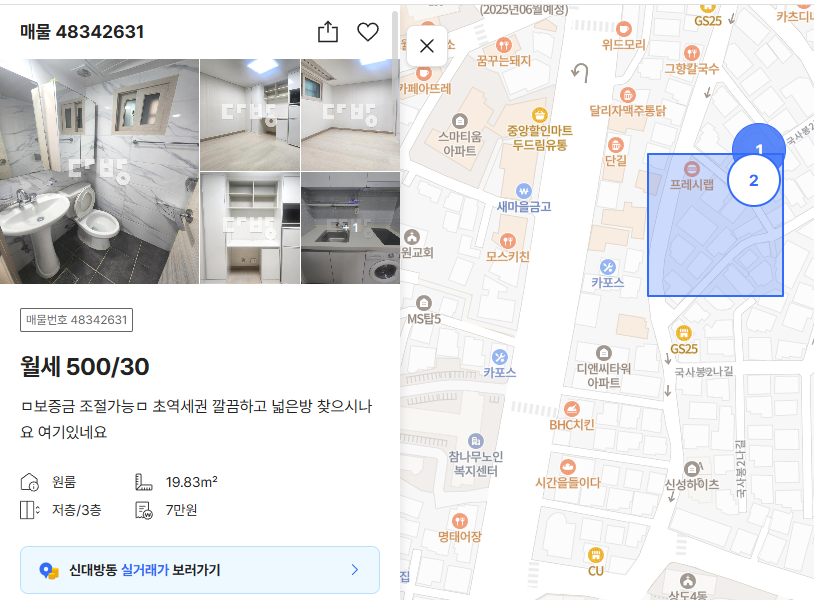 매물 48342631
다방
다방
다방
다방
1
매물번호 48342631
월세 500/30
ㅁ보증금 조절가능ㅁ 초역세권 깔끔하고 넓은방 찾으시나
요 여기있네요
원룸
19.83m²
저층/3층
7만원
신대방동 실거래가 보러가기
(2025년06월예정)
GS25
카츠디나
위드모리
꿈꾸는돼지
그향칼국수
카페아뜨레
달리자맥주통닭
스마티움
아파트
중앙할인마트
두드림유통
국사봉2나길
단길
1
2
프레시랩
새마을금고
원교회
모스키친
카포스
MS탑5
GS25
디앤씨타워
아파트
카포스
국사봉2나길
BHC치킨
참나무노인
복지센터
국사봉2나길
시간을들이다
신성하이츠
명태어장
CU
집
상도4동